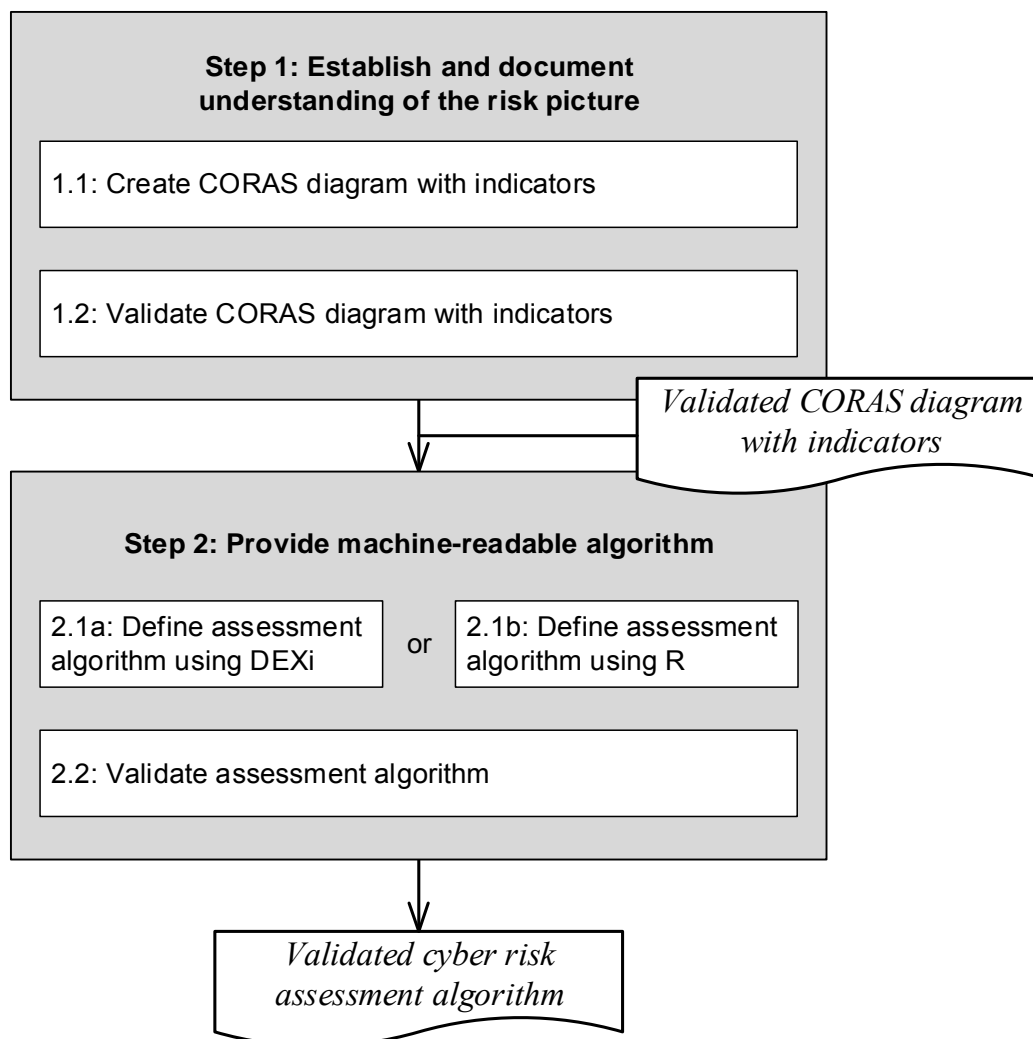 Step 1: Establish and document
understanding of the risk picture
1.1: Create CORAS diagram with indicators
1.2: Validate CORAS diagram with indicators
Validated CORAS diagram
with indicators
Step 2: Provide machine-readable algorithm
2.1a: Define assessment
algorithm using DEXi
or
2.1b: Define assessment
algorithm using R
2.2: Validate assessment algorithm
Validated cyber risk
assessment algorithm